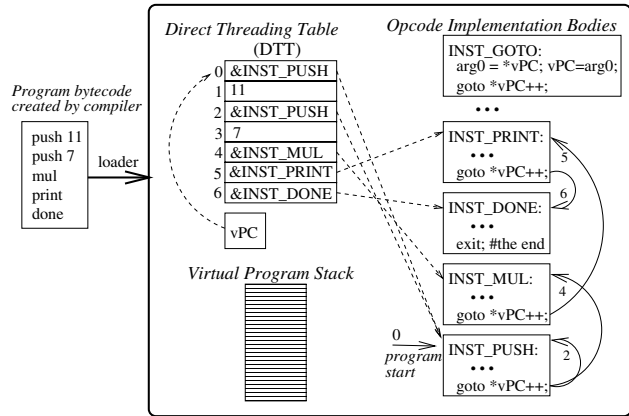 Direct Threading Table
(DTT)
Opcode Implementation Bodies
Program bytecode
created by compiler
push 11
push 7
mul
print
done
loader
0 &INST_PUSH
1 11
2 &INST_PUSH
3 7
4 &INST_MUL
5 &INST_PRINT
6 &INST_DONE
vPC
Virtual Program Stack
INST_GOTO:
arg0 = *vPC; vPC=arg0;
goto *vPC++;
•••
INST_PRINT:
•••
goto *vPC++;
5
6
INST_DONE:
•••
exit; #the end
INST_MUL:
•••
goto *vPC++;
4
0
program
start
INST_PUSH:
•••
goto *vPC++;
2